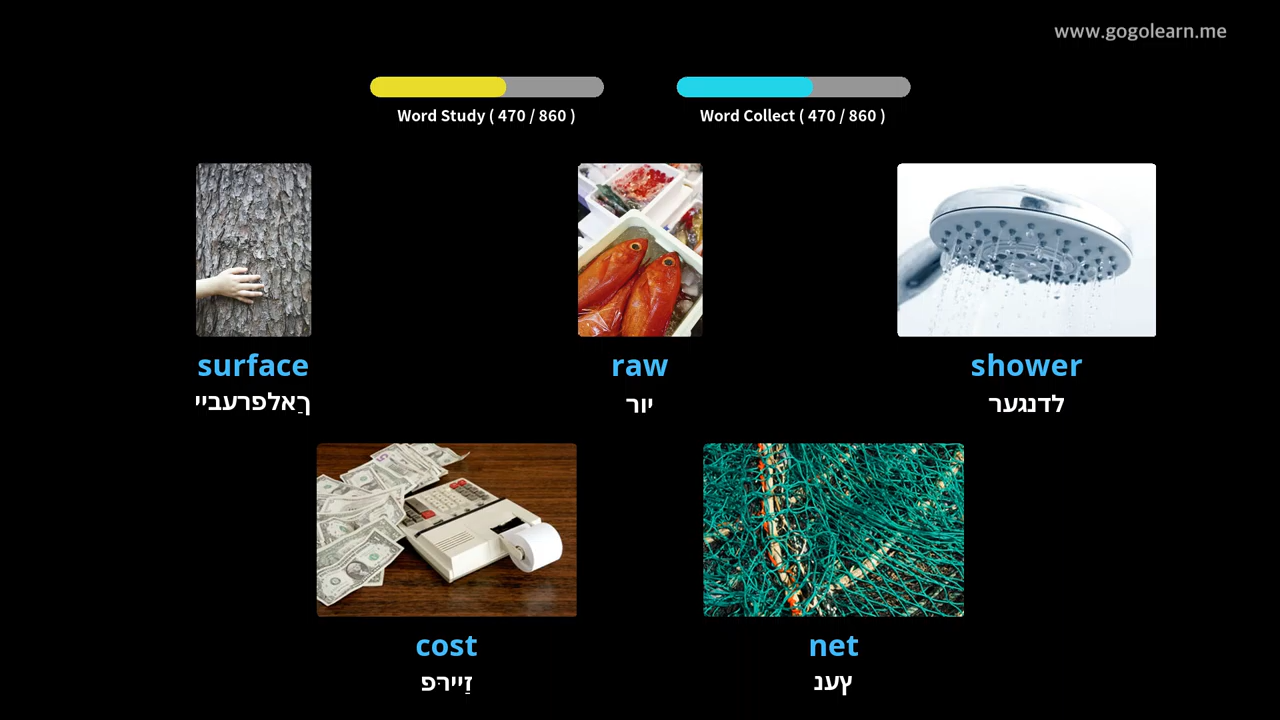 www.gogolearn.me
Word Study ( 470 / 860 )
Word Collect ( 470 / 860 )
surface
ךַאלפרעביי
raw
יור
shower
לדנגער
cost
זַיירּפ
net
ץענ